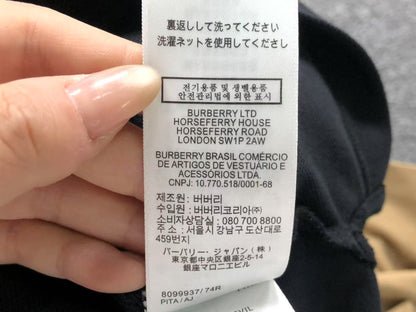 裏返しして洗ってください
洗濯ネットを使用してください
전기용품 및 생활용품
안전관리법에 의한 표시
BURBERRY LTD
HORSEFERRY HOUSE
HORSEFERRY ROAD
LONDON SW1P 2AW
BURBERRY BRASIL COMÉRCIO
DE ARTIGOS DE VESTUÁRIO E
ACESSÓRIOS LTDA.
CNPJ: 10.770.518/0001-68
제조원: 버버리
수입원: 버버리코리아㈜
소비자상담실: 080 700 8800
주소: 서울시 강남구 도산대로
459번지
バーバリー・ジャパン(株)
東京都中央区銀座2-5-14
銀座マロニエビル
8099937/74R
PITA/AJ